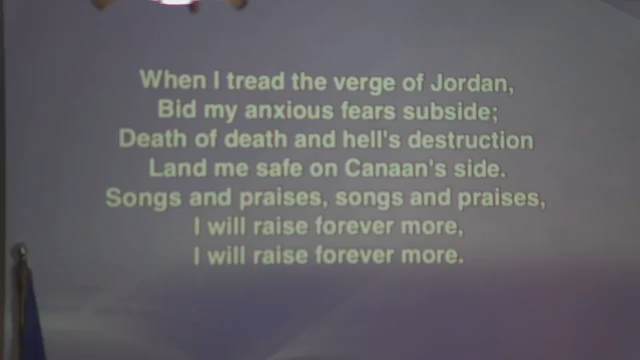 When I tread the verge of Jordan,
Bid my anxious fears subside;
Death of death and hell's destruction
Land me safe on Canaan's side.
Songs and praises, songs and praises,
I will raise forever more,
I will raise forever more.